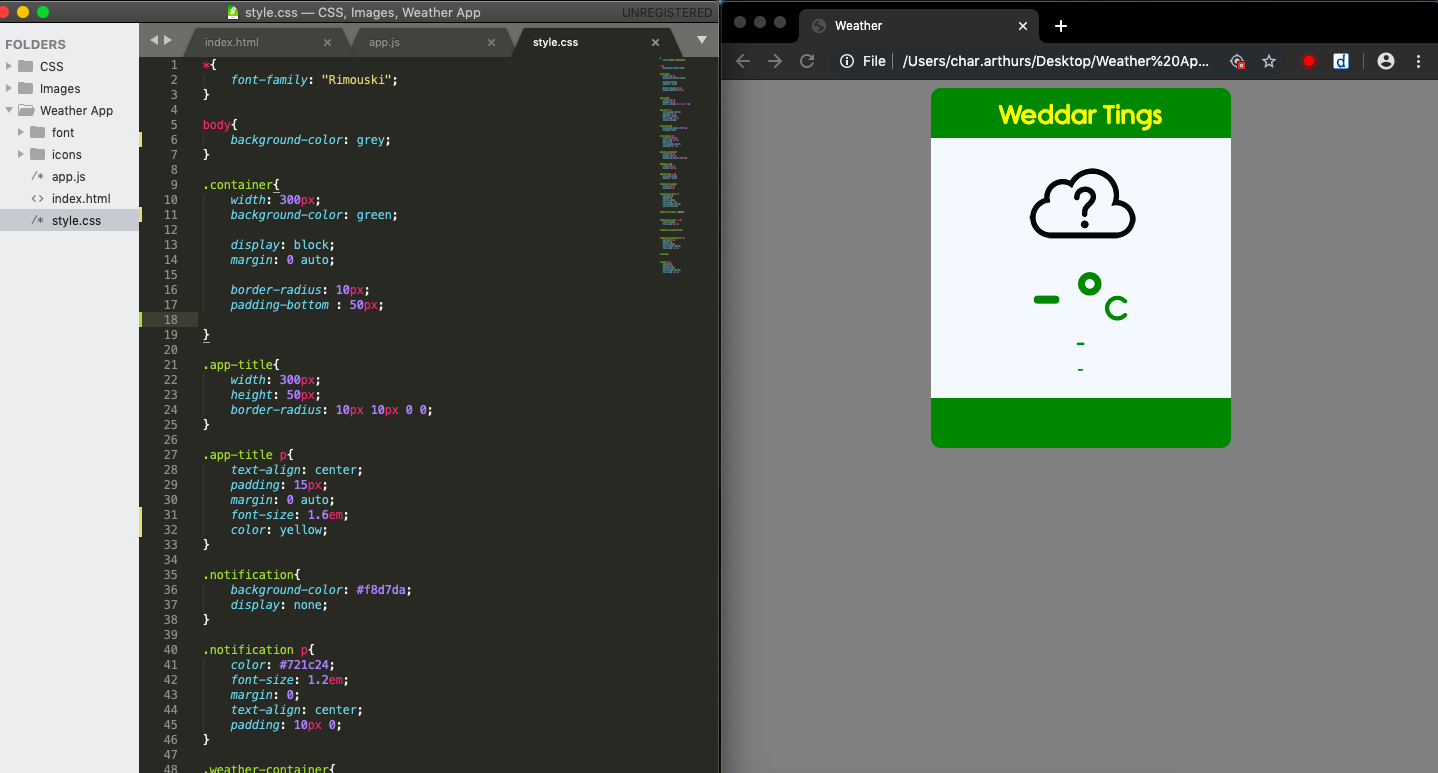 style.css — CSS, Images, Weather App
UNREGISTERED
FOLDERS
CSS
Images
Weather App
font
icons
/* app.js
<> index.html
/* style.css
index.html ×
app.js ×
style.css ×
1 *{
2 font-family: "Rimouski";
3 }
4
5 body{
6 background-color: grey;
7 }
8
9 .container{
10 width: 300px;
11 background-color: green;
12
13 display: block;
14 margin: 0 auto;
15
16 border-radius: 10px;
17 padding-bottom : 50px;
18
19 }
20
21 .app-title{
22 width: 300px;
23 height: 50px;
24 border-radius: 10px 10px 0 0;
25 }
26
27 .app-title p{
28 text-align: center;
29 padding: 15px;
30 margin: 0 auto;
31 font-size: 1.6em;
32 color: yellow;
33 }
34
35 .notification{
36 background-color: #f8d7da;
37 display: none;
38 }
39
40 .notification p{
41 color: #721c24;
42 font-size: 1.2em;
43 margin: 0;
44 text-align: center;
45 padding: 10px 0;
46 }
47
48 .weather-container{
Weather
File | /Users/char.arthurs/Desktop/Weather%20Ap...
d
Weddar Tings
?
- °C
-
-